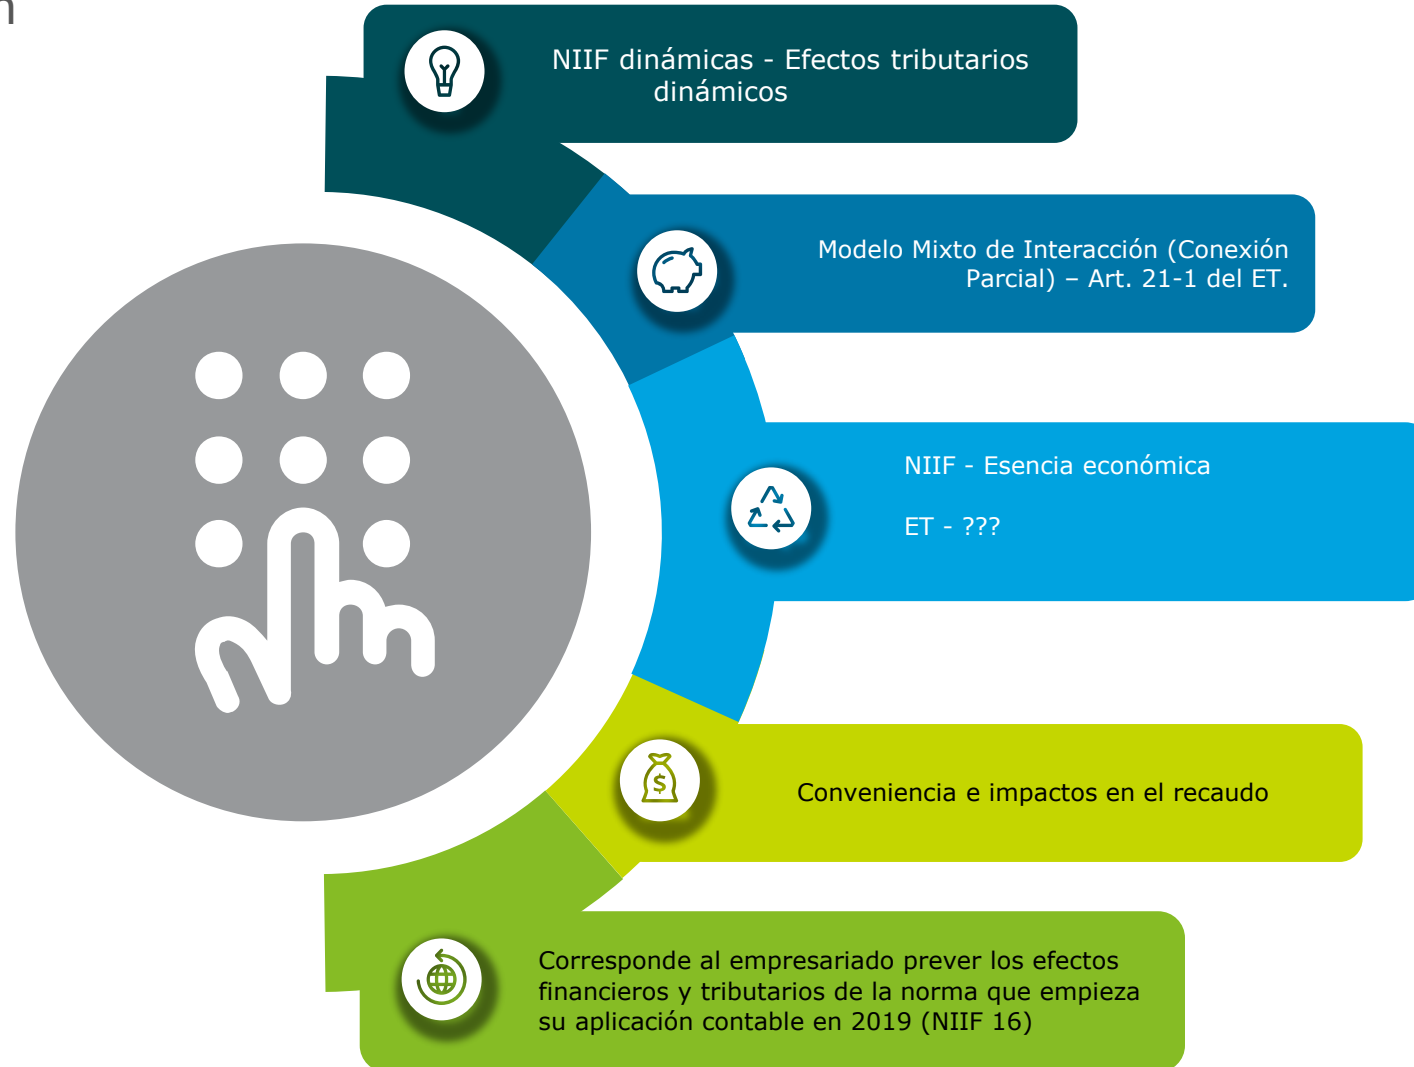 NIIF dinámicas - Efectos tributarios
dinámicos
Modelo Mixto de Interacción (Conexión
Parcial) – Art. 21-1 del ET.
NIIF - Esencia económica
ET - ???
$
Conveniencia e impactos en el recaudo
Corresponde al empresariado prever los efectos
financieros y tributarios de la norma que empieza
su aplicación contable en 2019 (NIIF 16)